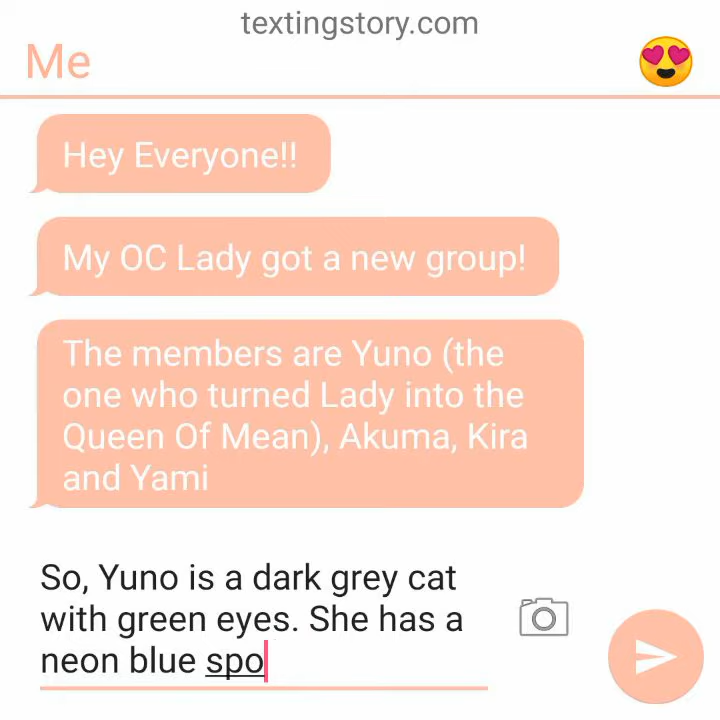 textingstory.com
Me
Hey Everyone!!
My OC Lady got a new group!
The members are Yuno (the
one who turned Lady into the
Queen Of Mean), Akuma, Kira
and Yami
So, Yuno is a dark grey cat
with green eyes. She has a
neon blue spo